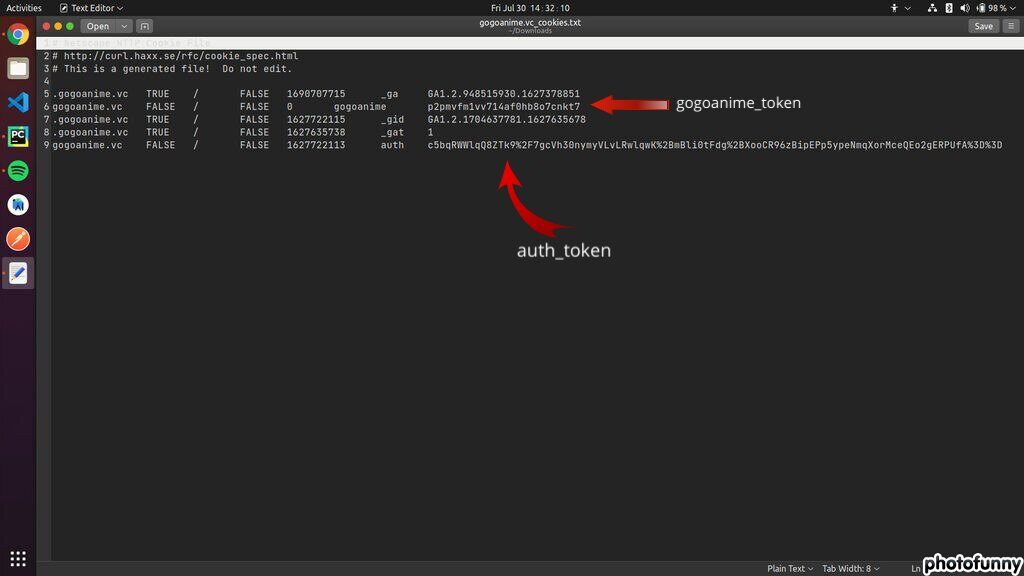 Activities Text Editor Fri Jul 30 14:32:10 98 %
Open gogoanime.vc_cookies.txt Save
~/Downloads
1 # Netscape HTTP Cookie File
2 # http://curl.haxx.se/rfc/cookie_spec.html
3 # This is a generated file! Do not edit.
4
5 .gogoanime.vc TRUE / FALSE 1690707715 _ga GA1.2.948515930.1627378851
6 gogoanime.vc FALSE / FALSE 0 gogoanime p2pmvfm1vv714af0hb8o7cnkt7
gogoanime_token
7 .gogoanime.vc TRUE / FALSE 1627722115 _gid GA1.2.1704637781.1627635678
8 .gogoanime.vc TRUE / FALSE 1627635738 _gat 1
9 gogoanime.vc FALSE / FALSE 1627722113 auth c5bqRWWlqQ8ZTk9%2F7gcVh30nymyVLvLRwlqwK%2BmBli0tFdg%2BXooCR96zBipEPp5ypeNmqXorMceQEo2gERPUfA%3D%3D
auth_token
PC
Plain Text Tab Width: 8 Ln
photofunny